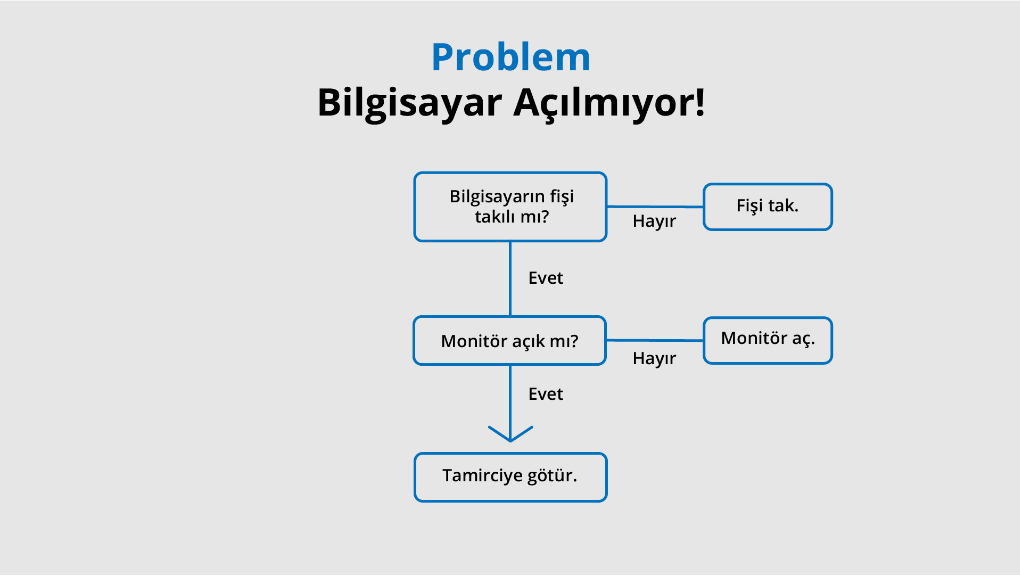 Problem
Bilgisayar Açılmıyor!
Bilgisayarın fişi
takılı mı?
Hayır
Fişi tak.
Evet
Monitör açık mı?
Hayır
Monitör aç.
Evet
Tamirciye götür.